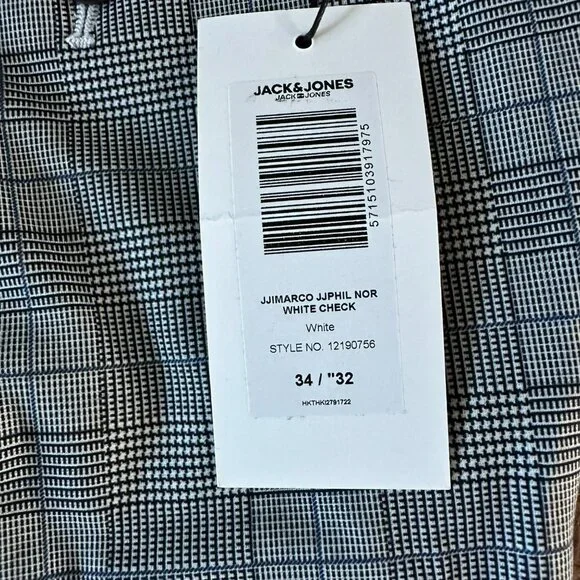 JACK&JONES
JACK JONES
5715103917975
JJIMARCO JJPHIL NOR
WHITE CHECK
White
STYLE NO. 12190756
34 / "32
HKTHKI2791722